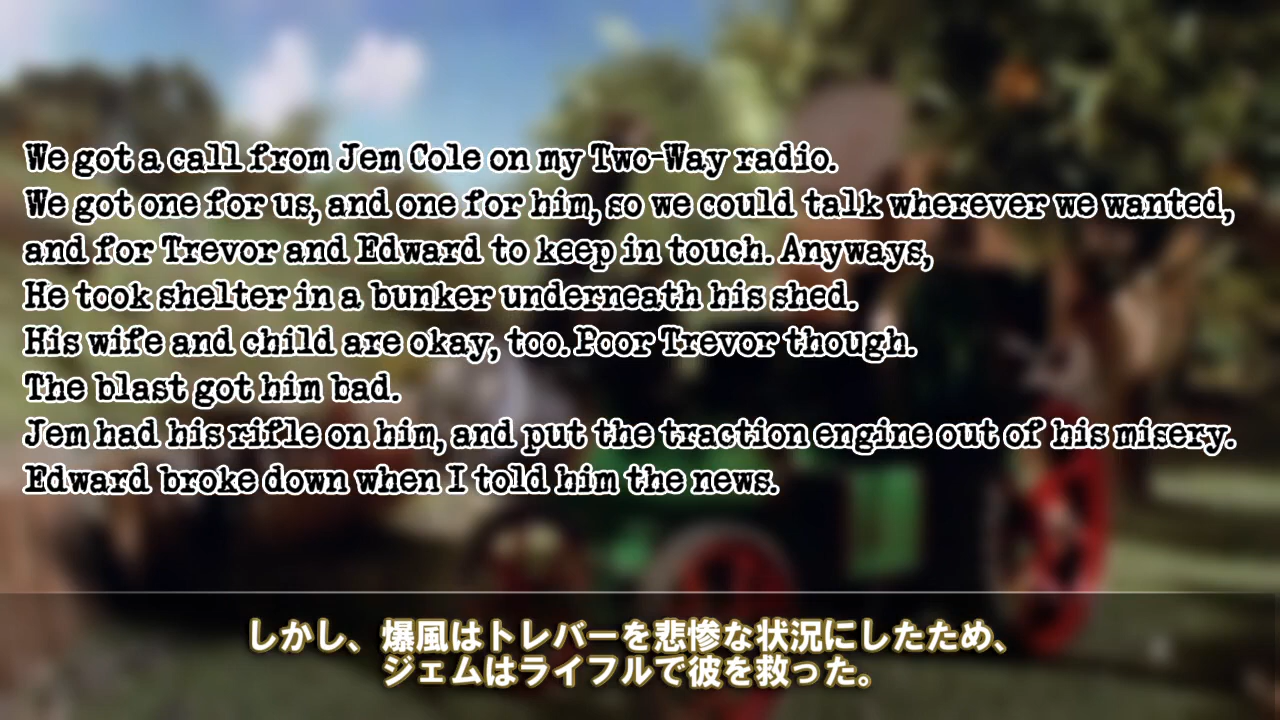 We got a call from Jem Cole on my Two-Way radio.
We got one for us, and one for him, so we could talk wherever we wanted,
and for Trevor and Edward to keep in touch. Anyways,
He took shelter in a bunker underneath his shed.
His wife and child are okay, too. Poor Trevor though.
The blast got him bad.
Jem had his rifle on him, and put the traction engine out of his misery.
Edward broke down when I told him the news.
しかし、爆風はトレバーを悲惨な状況にしたため、
ジェムはライフルで彼を救った。